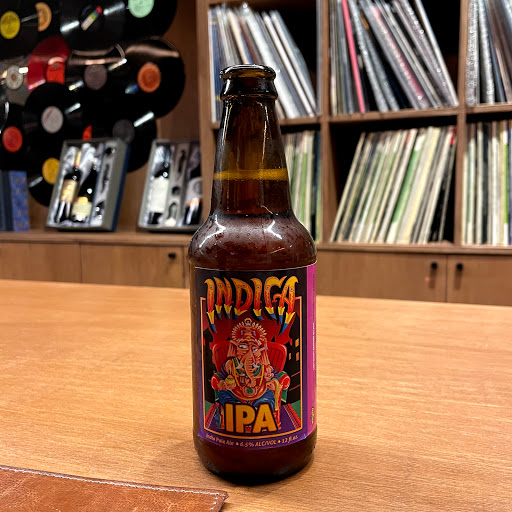 INDICA
IPA
India Pale Ale • 6.5% ALC/VOL • 12 fl.oz